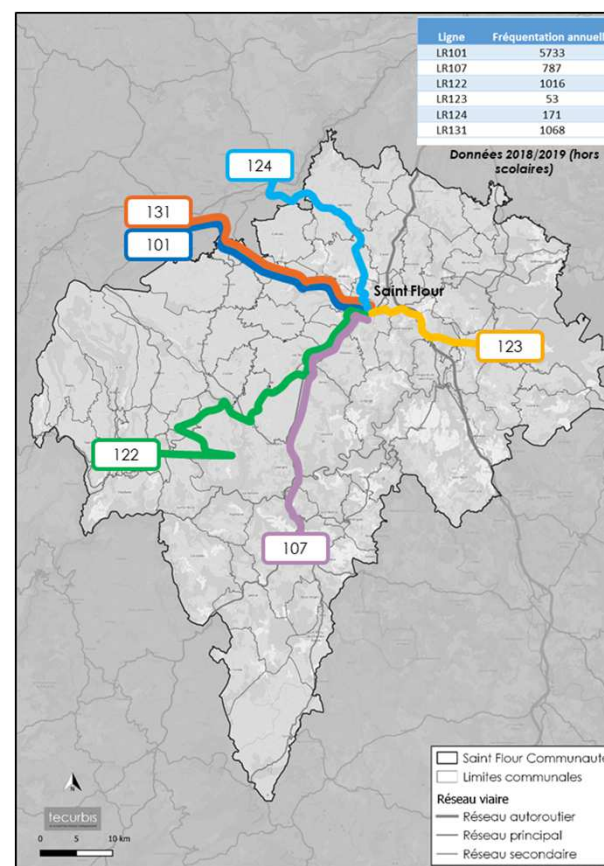 Ligne Fréquentation annuell
LR101 5733
LR107 787
LR122 1016
LR123 53
LR124 171
LR131 1068
Données 2018/2019 (hors
scolaires)
124
131
101
Saint Flour
123
122
107
Saint Flour Communauté
Limites communales
Réseau viaire
Réseau autoroutier
Réseau principal
Réseau secondaire
N
tecurbis
0 5 10 km